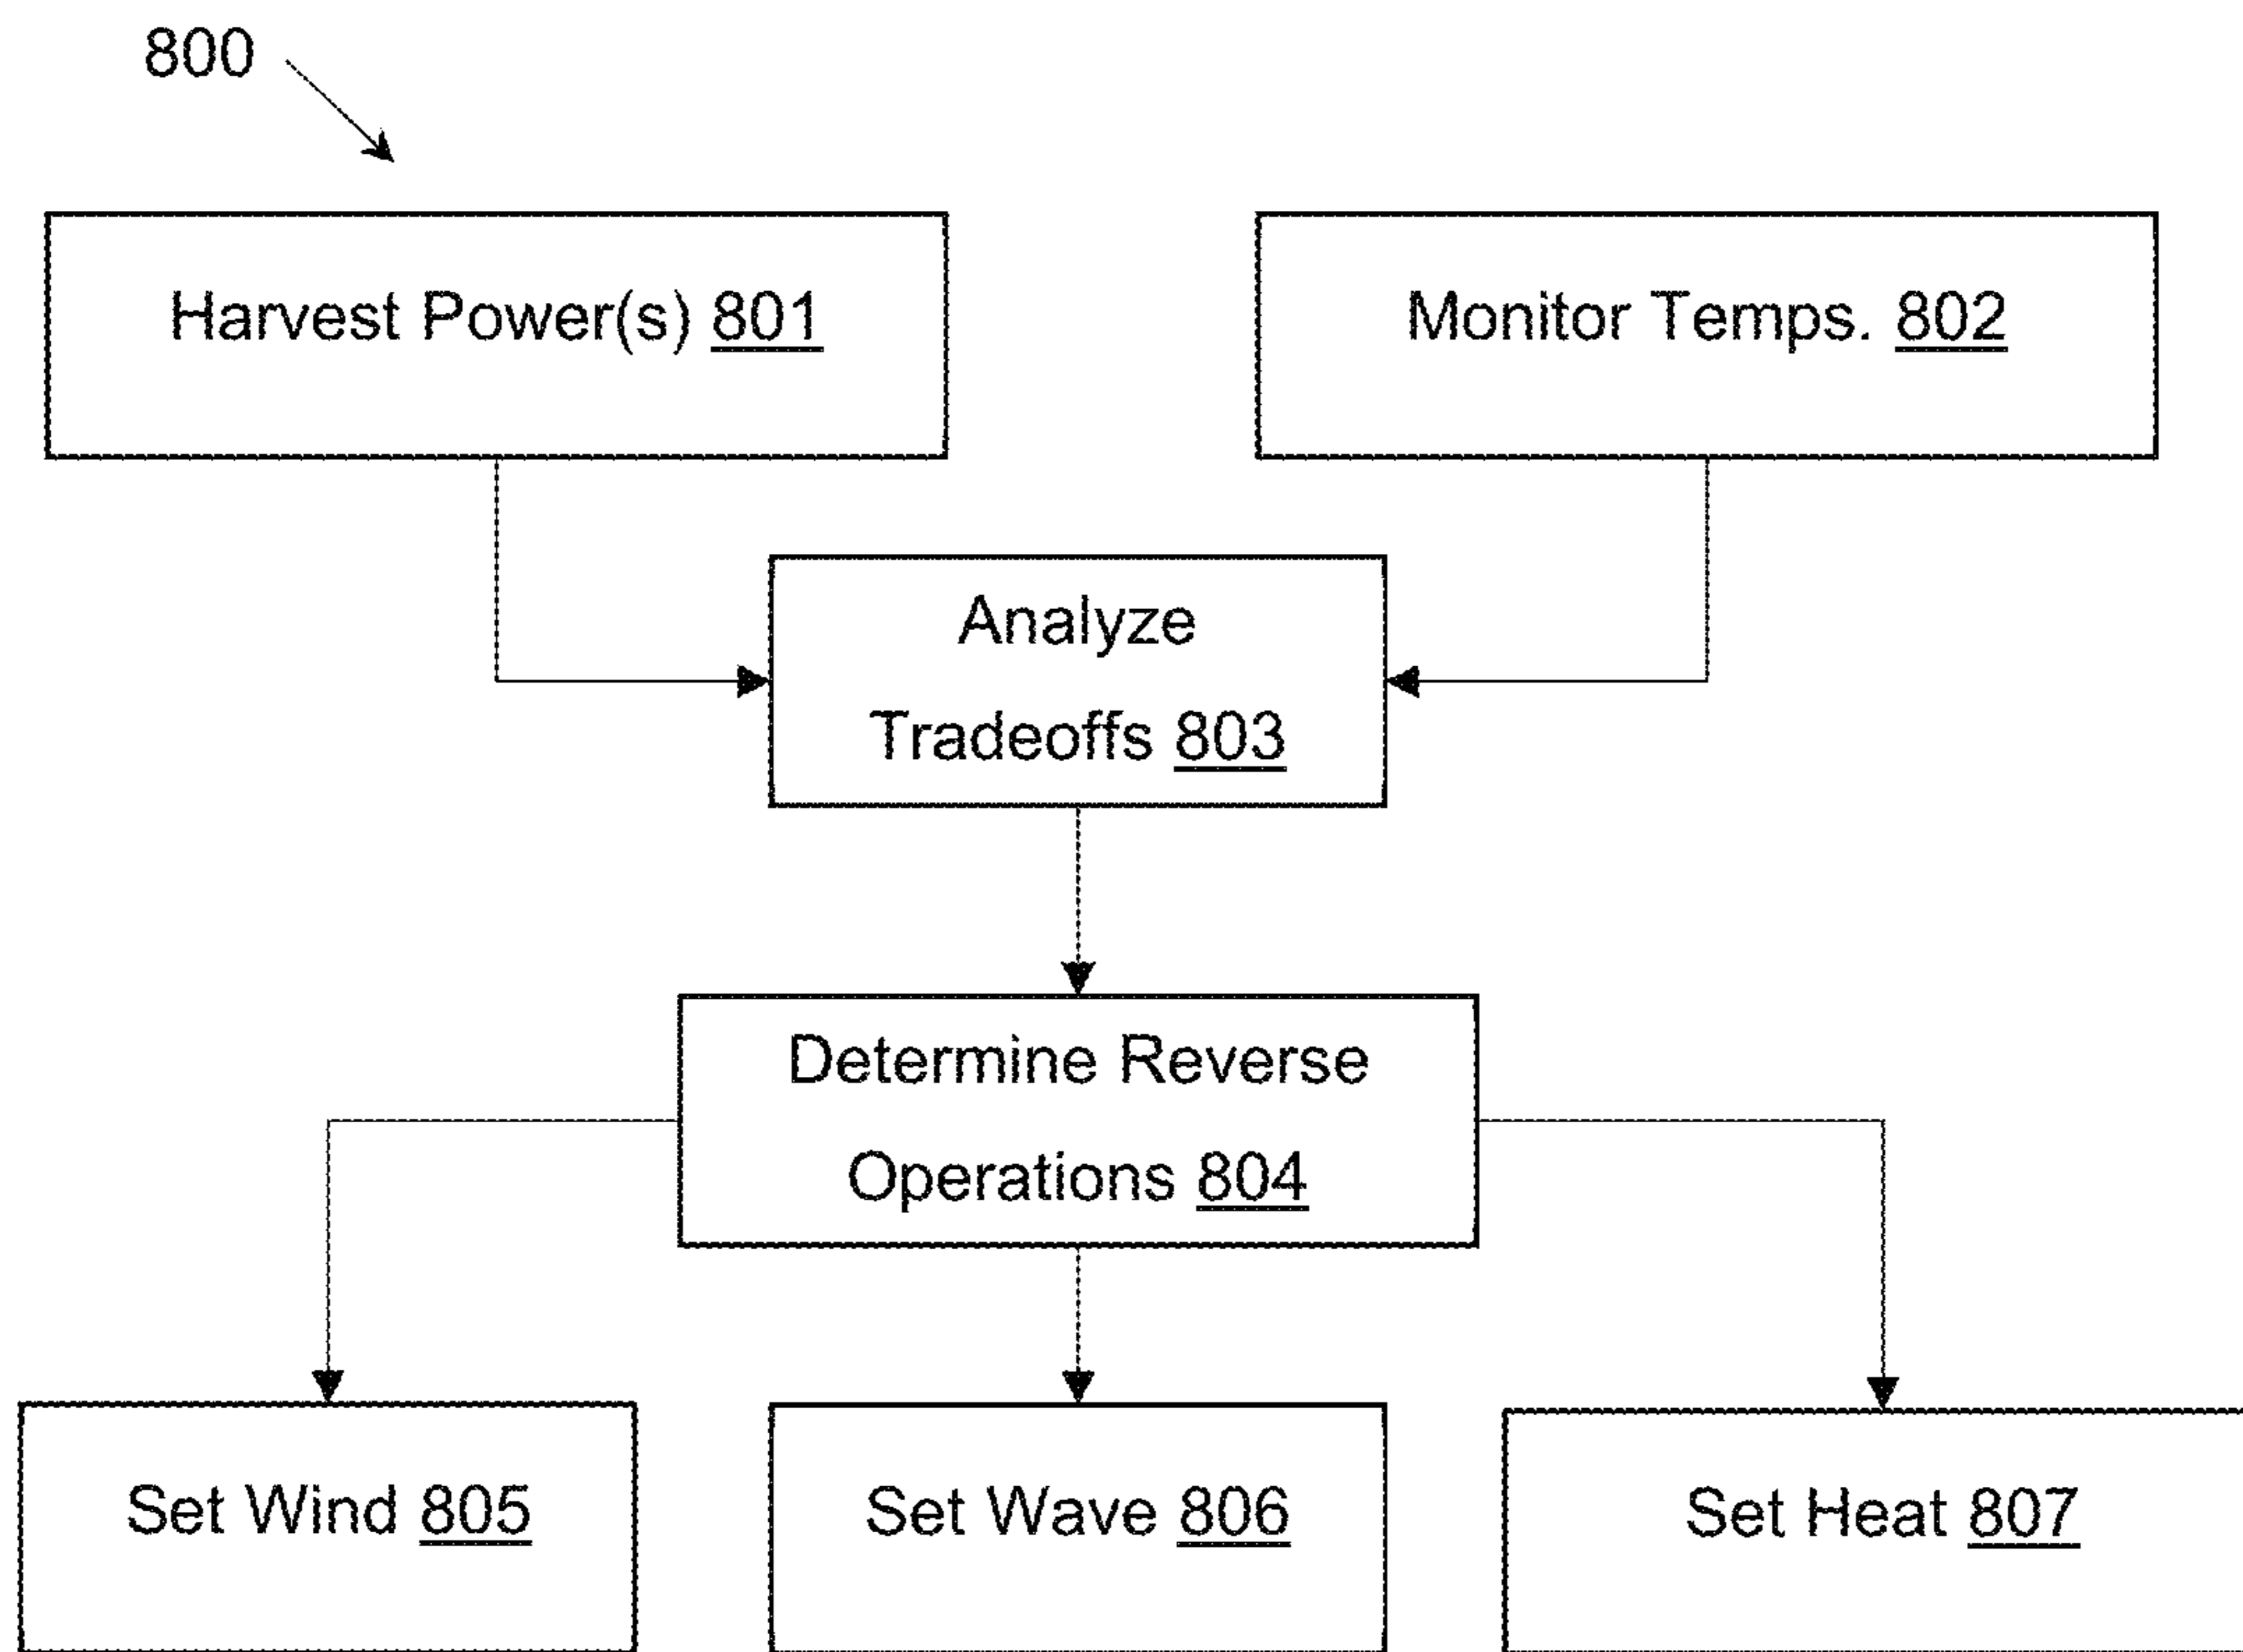 800
Harvest Power(s) 801
Monitor Temps. 802
Analyze
Tradeoffs 803
Determine Reverse
Operations 804
Set Wind 805
Set Wave 806
Set Heat 807